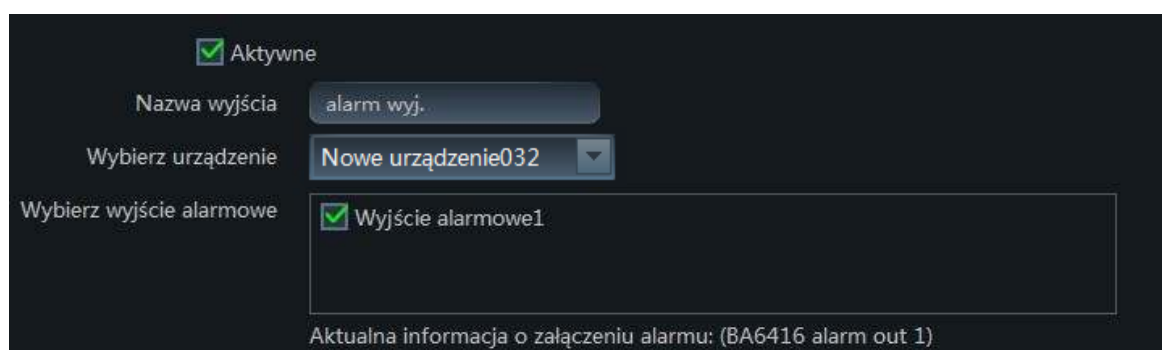 Aktywne
Nazwa wyjścia alarm wyj.
Wybierz urządzenie Nowe urządzenie032
Wybierz wyjście alarmowe Wyjście alarmowe1
Aktualna informacja o załączeniu alarmu: (BA6416 alarm out 1)